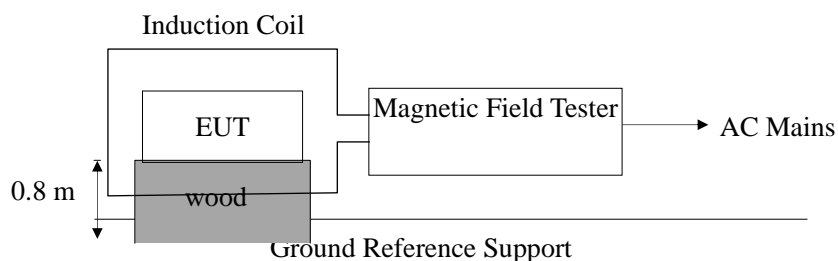 Induction Coil
Magnetic Field Tester
EUT
AC Mains
0.8 m
wood
Ground Reference Support